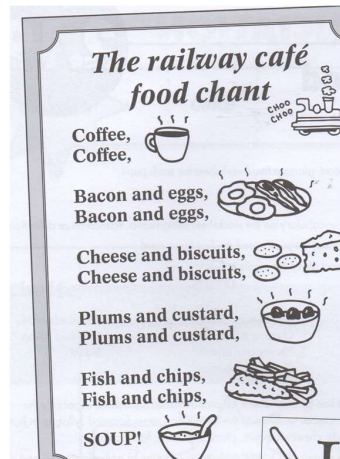 The railway café
food chant
CHOO
CHOO
Coffee,
Coffee,
Bacon and eggs,
Bacon and eggs,
Cheese and biscuits,
Cheese and biscuits,
Plums and custard,
Plums and custard,
Fish and chips,
Fish and chips,
SOUP!